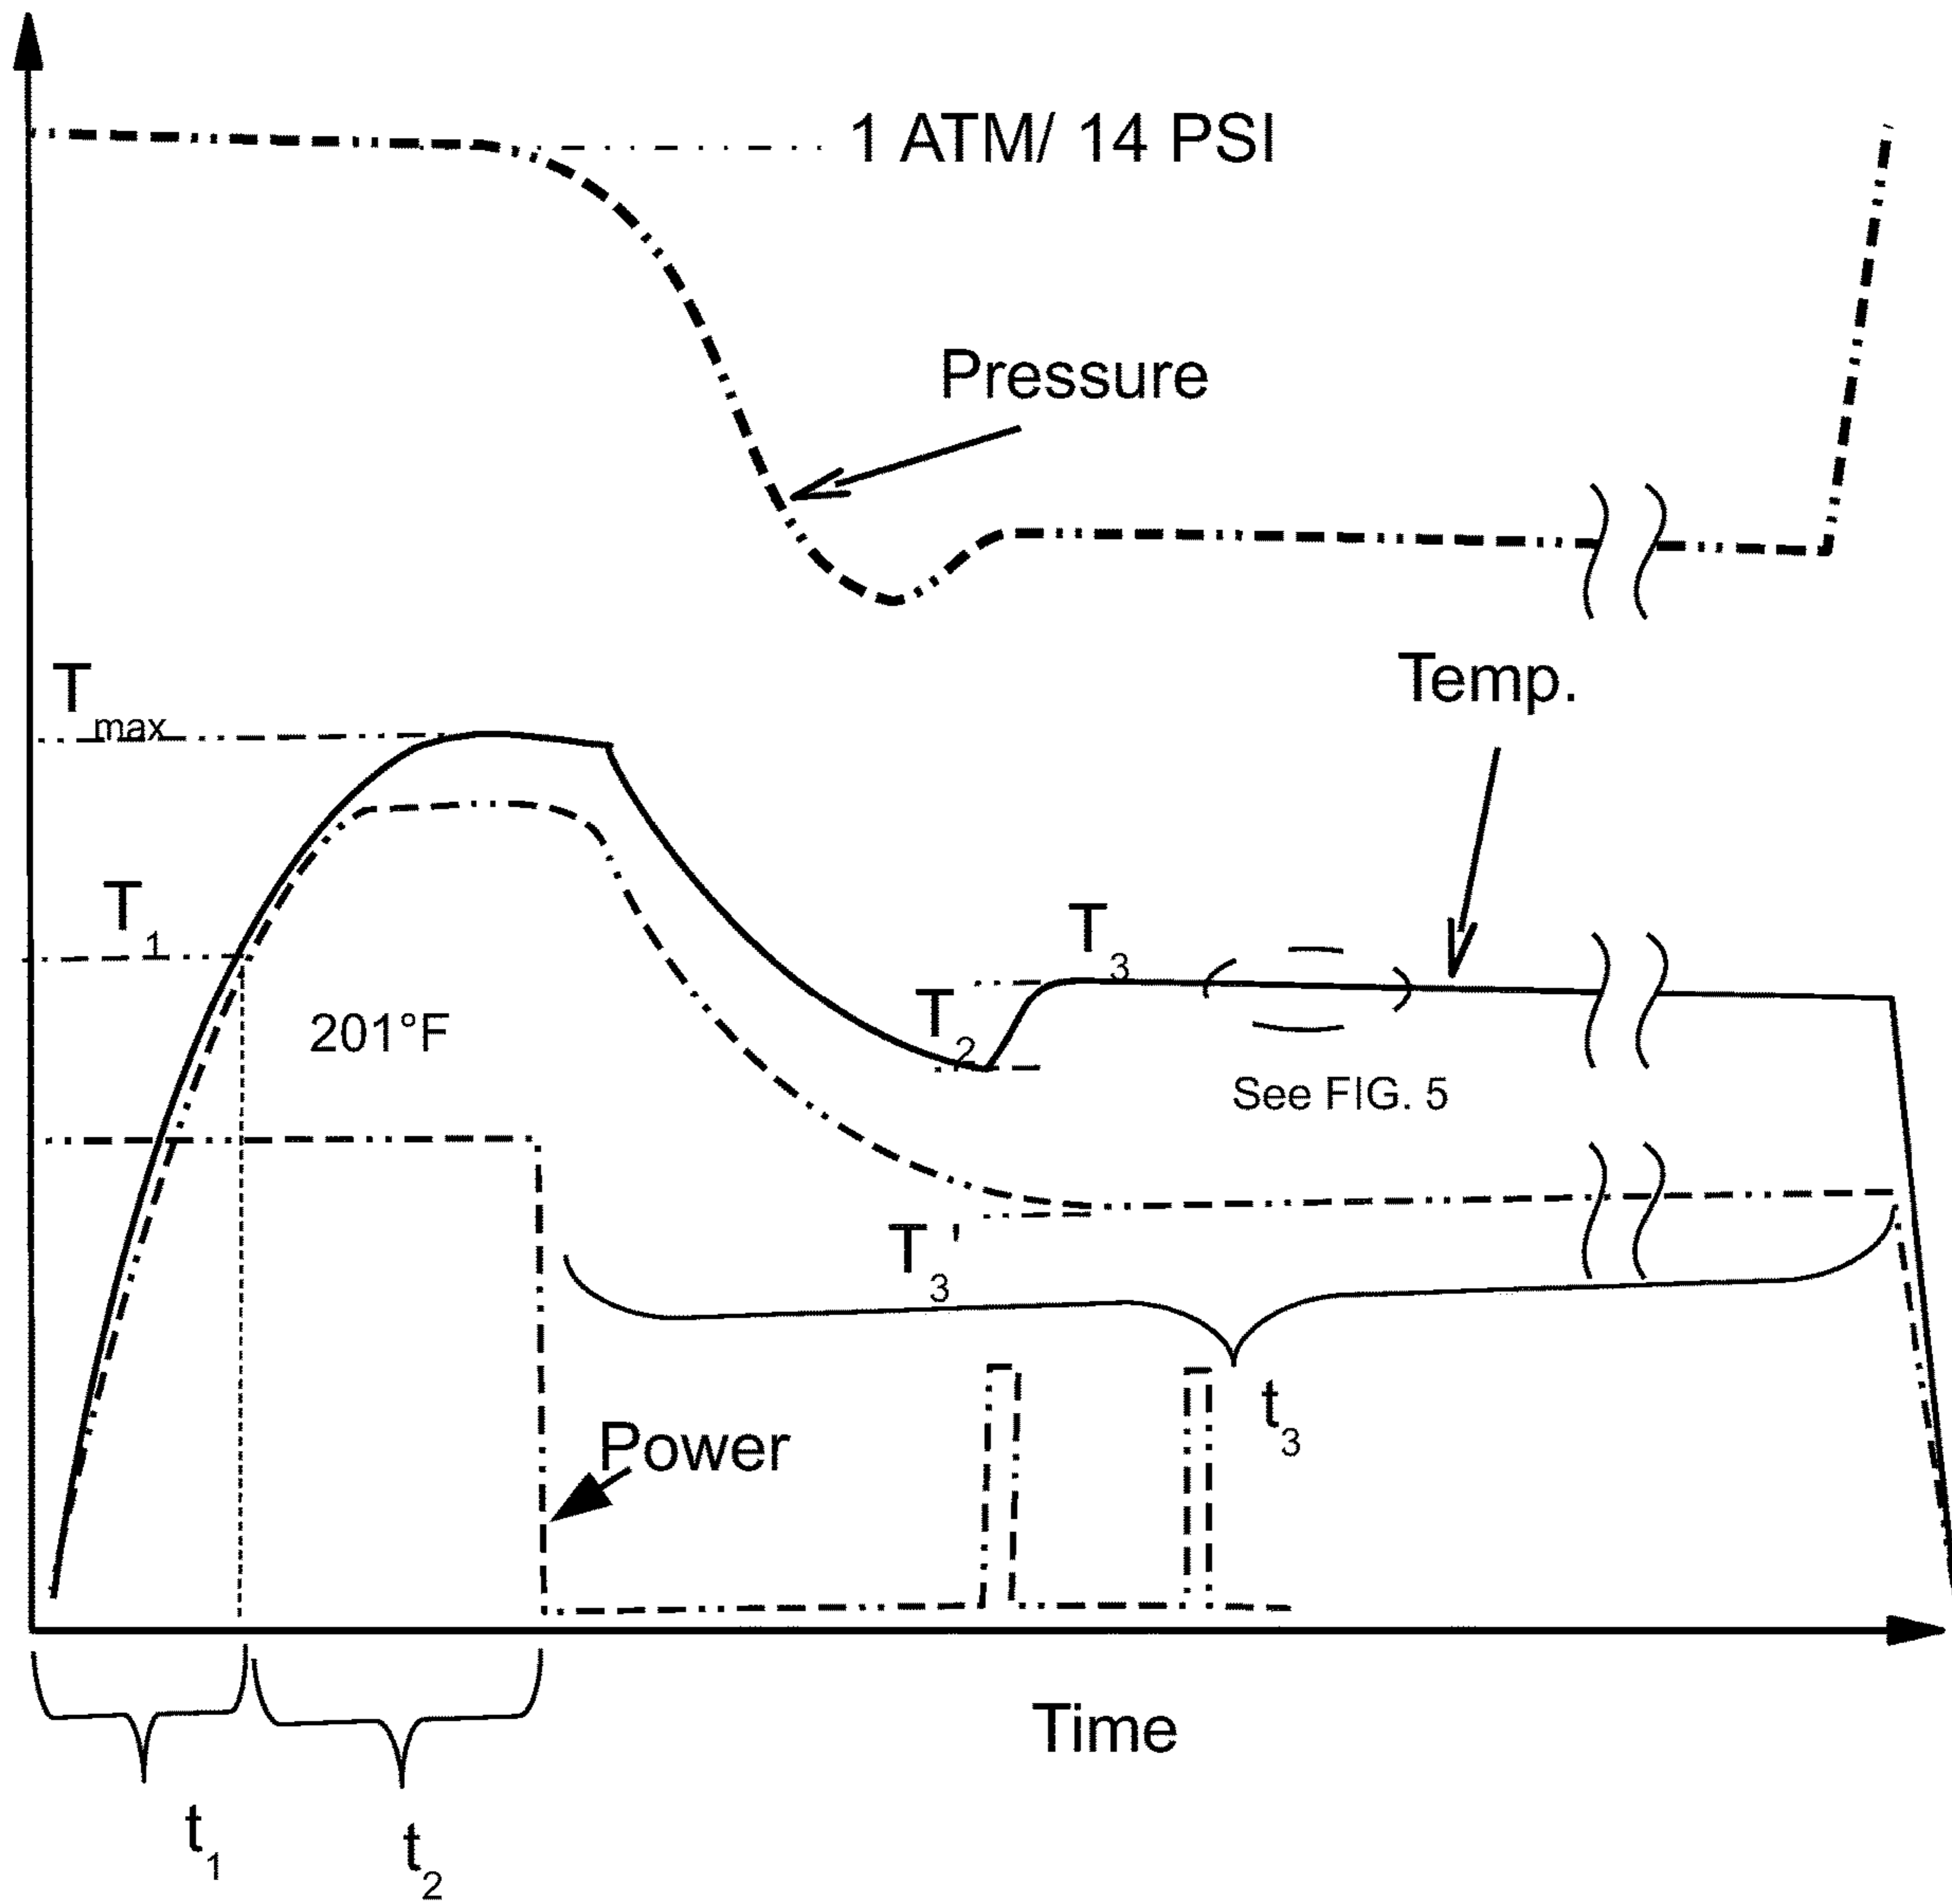 1 ATM/ 14 PSI
Pressure
Tmax
Temp.
T1
T3
T2
201°F
See FIG. 5
T3'
t3
Power
Time
t1
t2